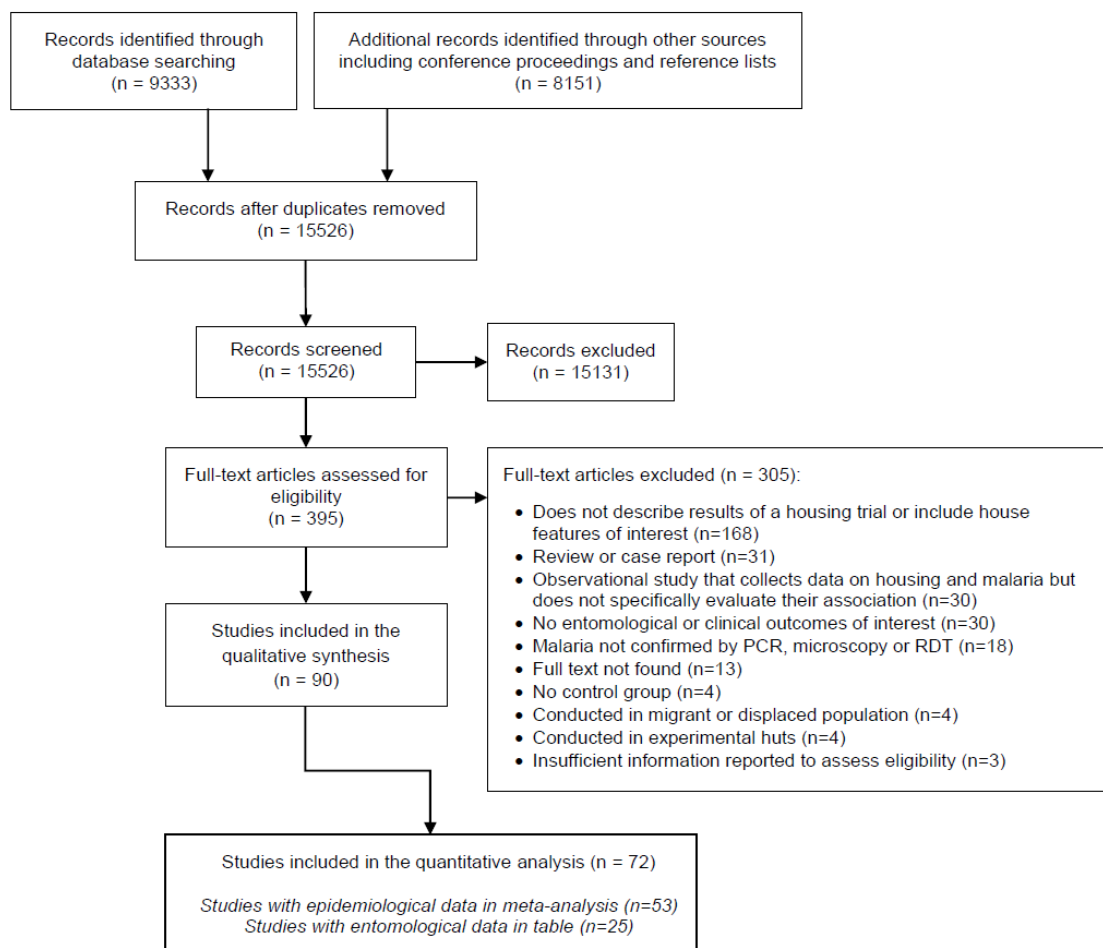 Records identified through
database searching
(n = 9333)
Additional records identified through other sources
including conference proceedings and reference lists
(n = 8151)
Records after duplicates removed
(n = 15526)
Records screened
(n = 15526)
Records excluded
(n = 15131)
Full-text articles assessed for
eligibility
(n = 395)
Full-text articles excluded (n = 305):
• Does not describe results of a housing trial or include house
features of interest (n=168)
• Review or case report (n=31)
• Observational study that collects data on housing and malaria but
does not specifically evaluate their association (n=30)
• No entomological or clinical outcomes of interest (n=30)
• Malaria not confirmed by PCR, microscopy or RDT (n=18)
• Full text not found (n=13)
• No control group (n=4)
• Conducted in migrant or displaced population (n=4)
• Conducted in experimental huts (n=4)
• Insufficient information reported to assess eligibility (n=3)
Studies included in the
qualitative synthesis
(n = 90)
Studies included in the quantitative analysis (n = 72)
Studies with epidemiological data in meta-analysis (n=53)
Studies with entomological data in table (n=25)